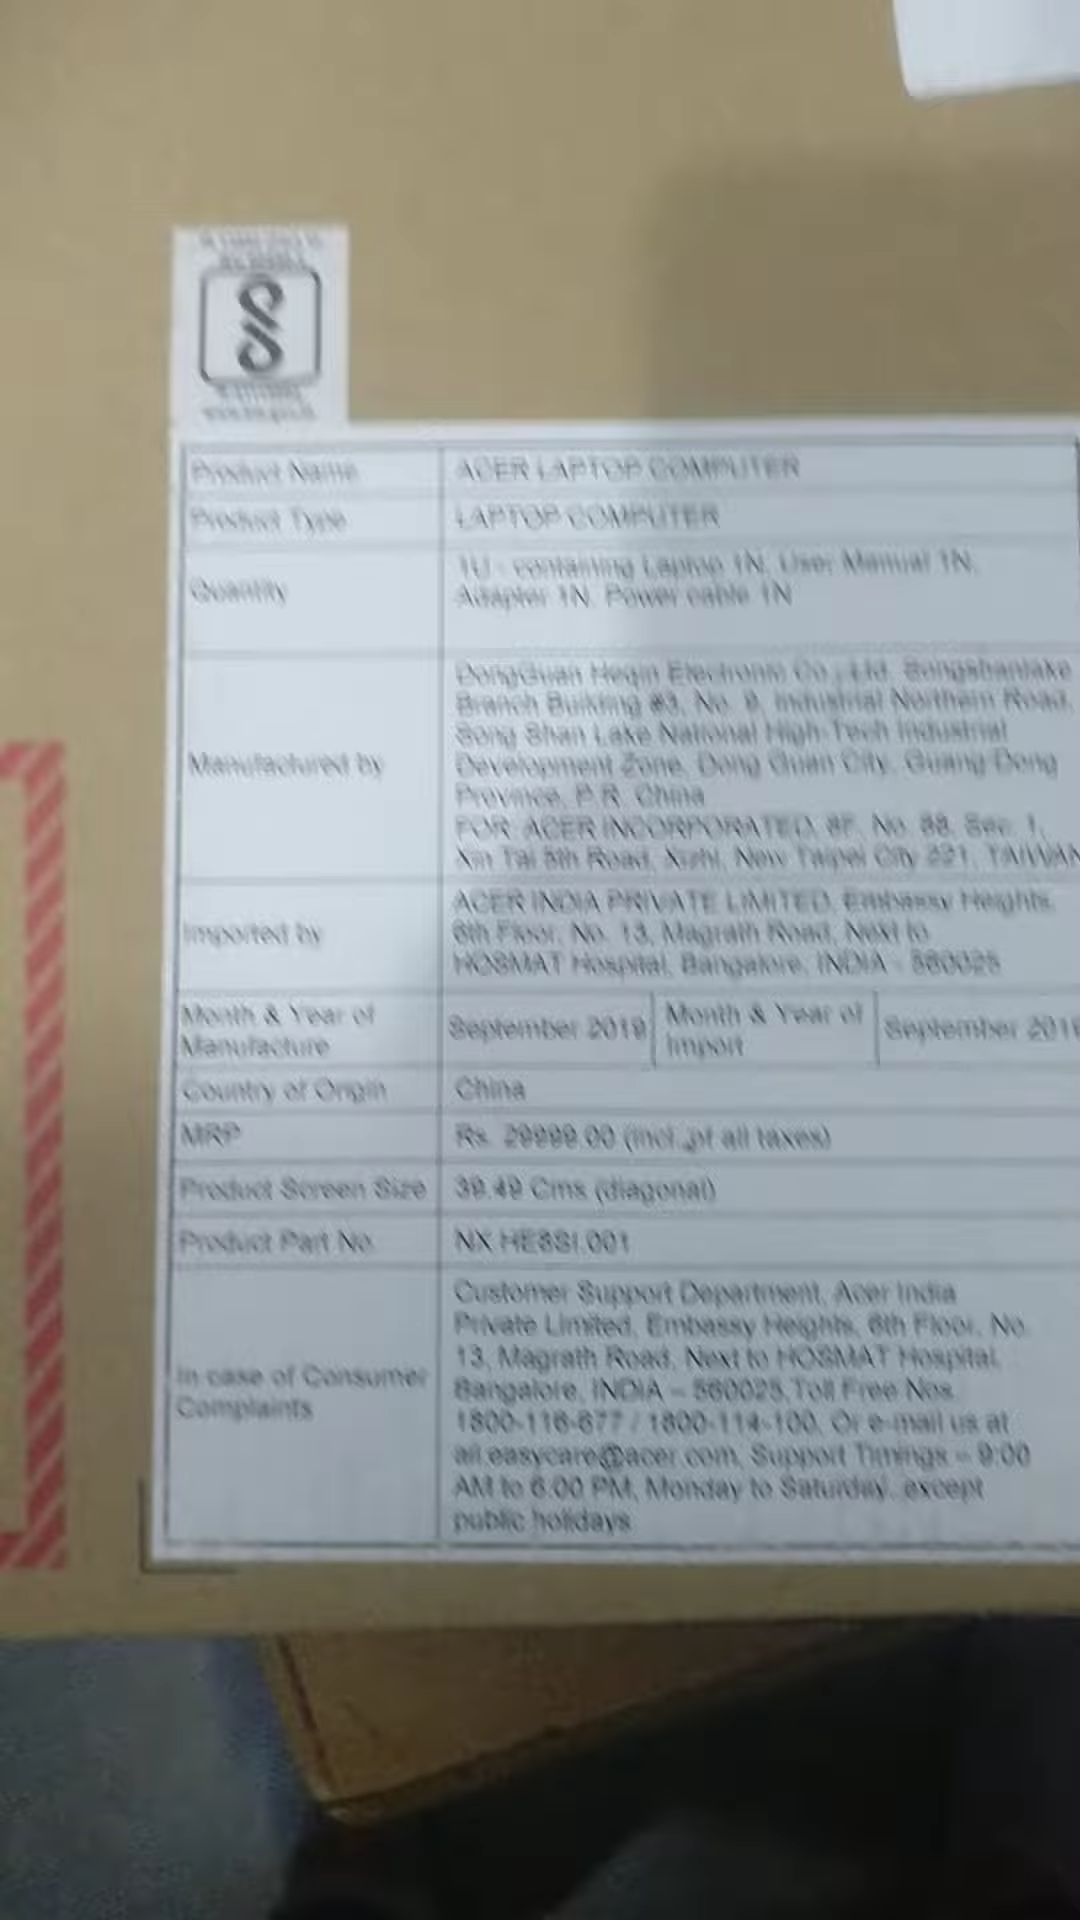 Product Name ACER LAPTOP COMPUTER
Product Type LAPTOP COMPUTER
Quantity
1U - containing Laptop 1N, User Manual 1N,
Adapter 1N, Power cable 1N
Manufactured by
DongGuan Heqin Electronic Co., Ltd. Songshanlake
Branch Building #3, No. 9, Industrial Northern Road,
Song Shan Lake National High-Tech Industrial
Development Zone, Dong Guan City, Guang Dong
Province, P.R. China
FOR: ACER INCORPORATED, 8F, No. 88, Sec. 1,
Xin Tai 5th Road, Xizhi, New Taipei City 221, TAIWAN
Imported by
ACER INDIA PRIVATE LIMITED, Embassy Heights,
6th Floor, No. 13, Magrath Road, Next to
HOSMAT Hospital, Bangalore, INDIA - 560025
Month & Year of
Manufacture
September 2019
Month & Year of
Import
September
Country of Origin China
MRP Rs. 29999.00 (incl. of all taxes)
Product Screen Size 39.49 Cms (diagonal)
Product Part No.
In case of Consumer
Complaints
Customer Support Department, Acer India
Private Limited, Embassy Heights, 6th Floor, No.
13, Magrath Road, Next to HOSMAT Hospital,
Bangalore, INDIA – 560025,Toll Free Nos.
1800-116-677 / 1800-114-100, Or e-mail us at
ail.easycare@acer.com, Support Timings – 9:00
AM to 6:00 PM, Monday to Saturday, except
public holidays